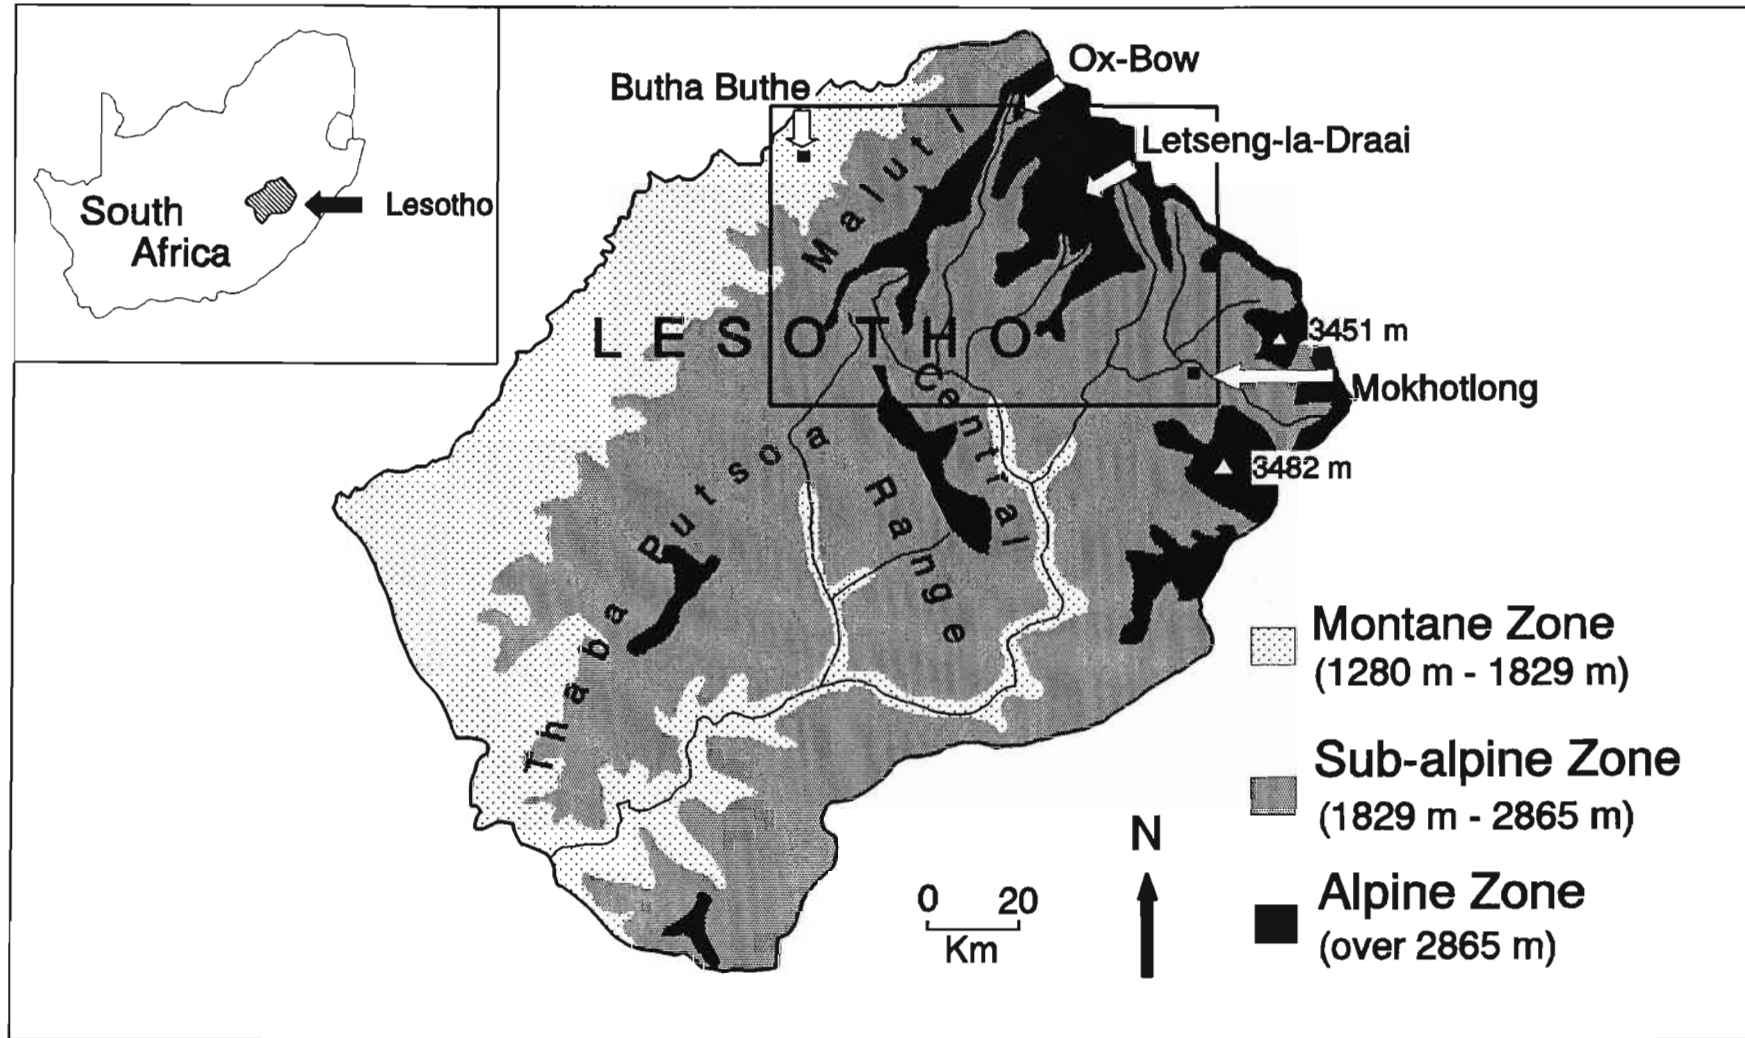 South
Africa
Lesotho
Butha Buthe
Ox-Bow
Letseng-la-Draai
Maluti
LESOTHO
3451 m
Mokhotlong
Central
Range
3482 m
Thaba Putsoa
Montane Zone
(1280 m - 1829 m)
Sub-alpine Zone
(1829 m - 2865 m)
Alpine Zone
(over 2865 m)
N
0 20
Km